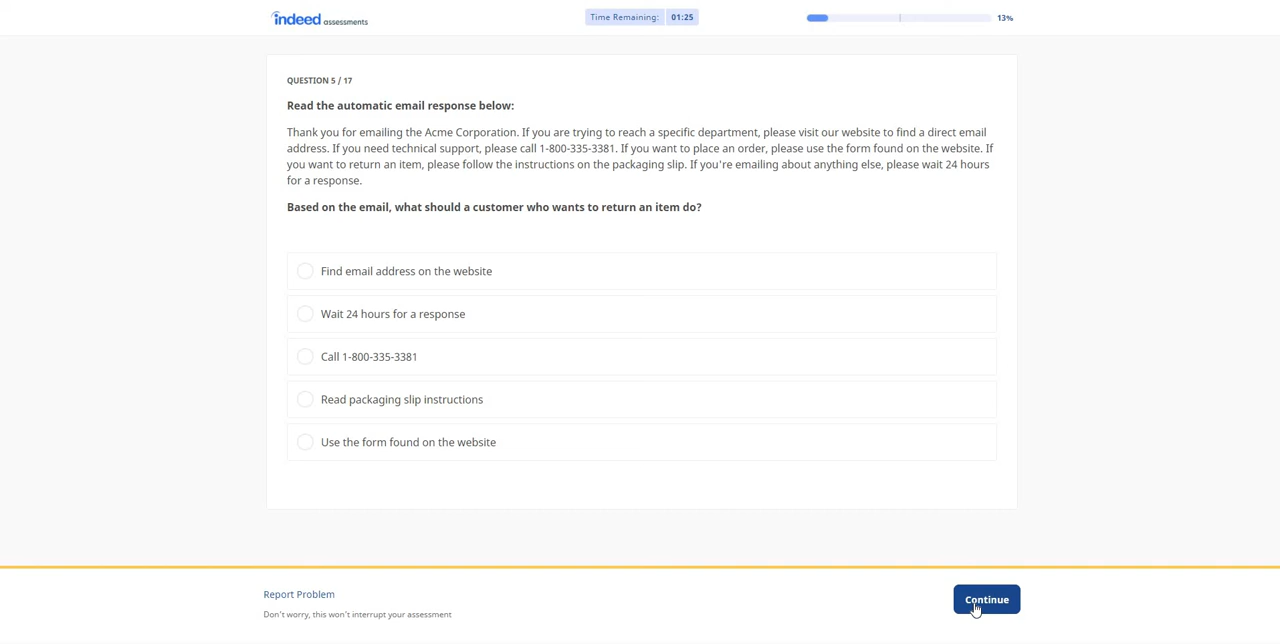 indeed assessments
Time Remaining: 01:25
13%
QUESTION 5 / 17
Read the automatic email response below:
Thank you for emailing the Acme Corporation. If you are trying to reach a specific department, please visit our website to find a direct email
address. If you need technical support, please call 1-800-335-3381. If you want to place an order, please use the form found on the website. If
you want to return an item, please follow the instructions on the packaging slip. If you're emailing about anything else, please wait 24 hours
for a response.
Based on the email, what should a customer who wants to return an item do?
Find email address on the website
Wait 24 hours for a response
Call 1-800-335-3381
Read packaging slip instructions
Use the form found on the website
Report Problem
Continue
Don't worry, this won't interrupt your assessment